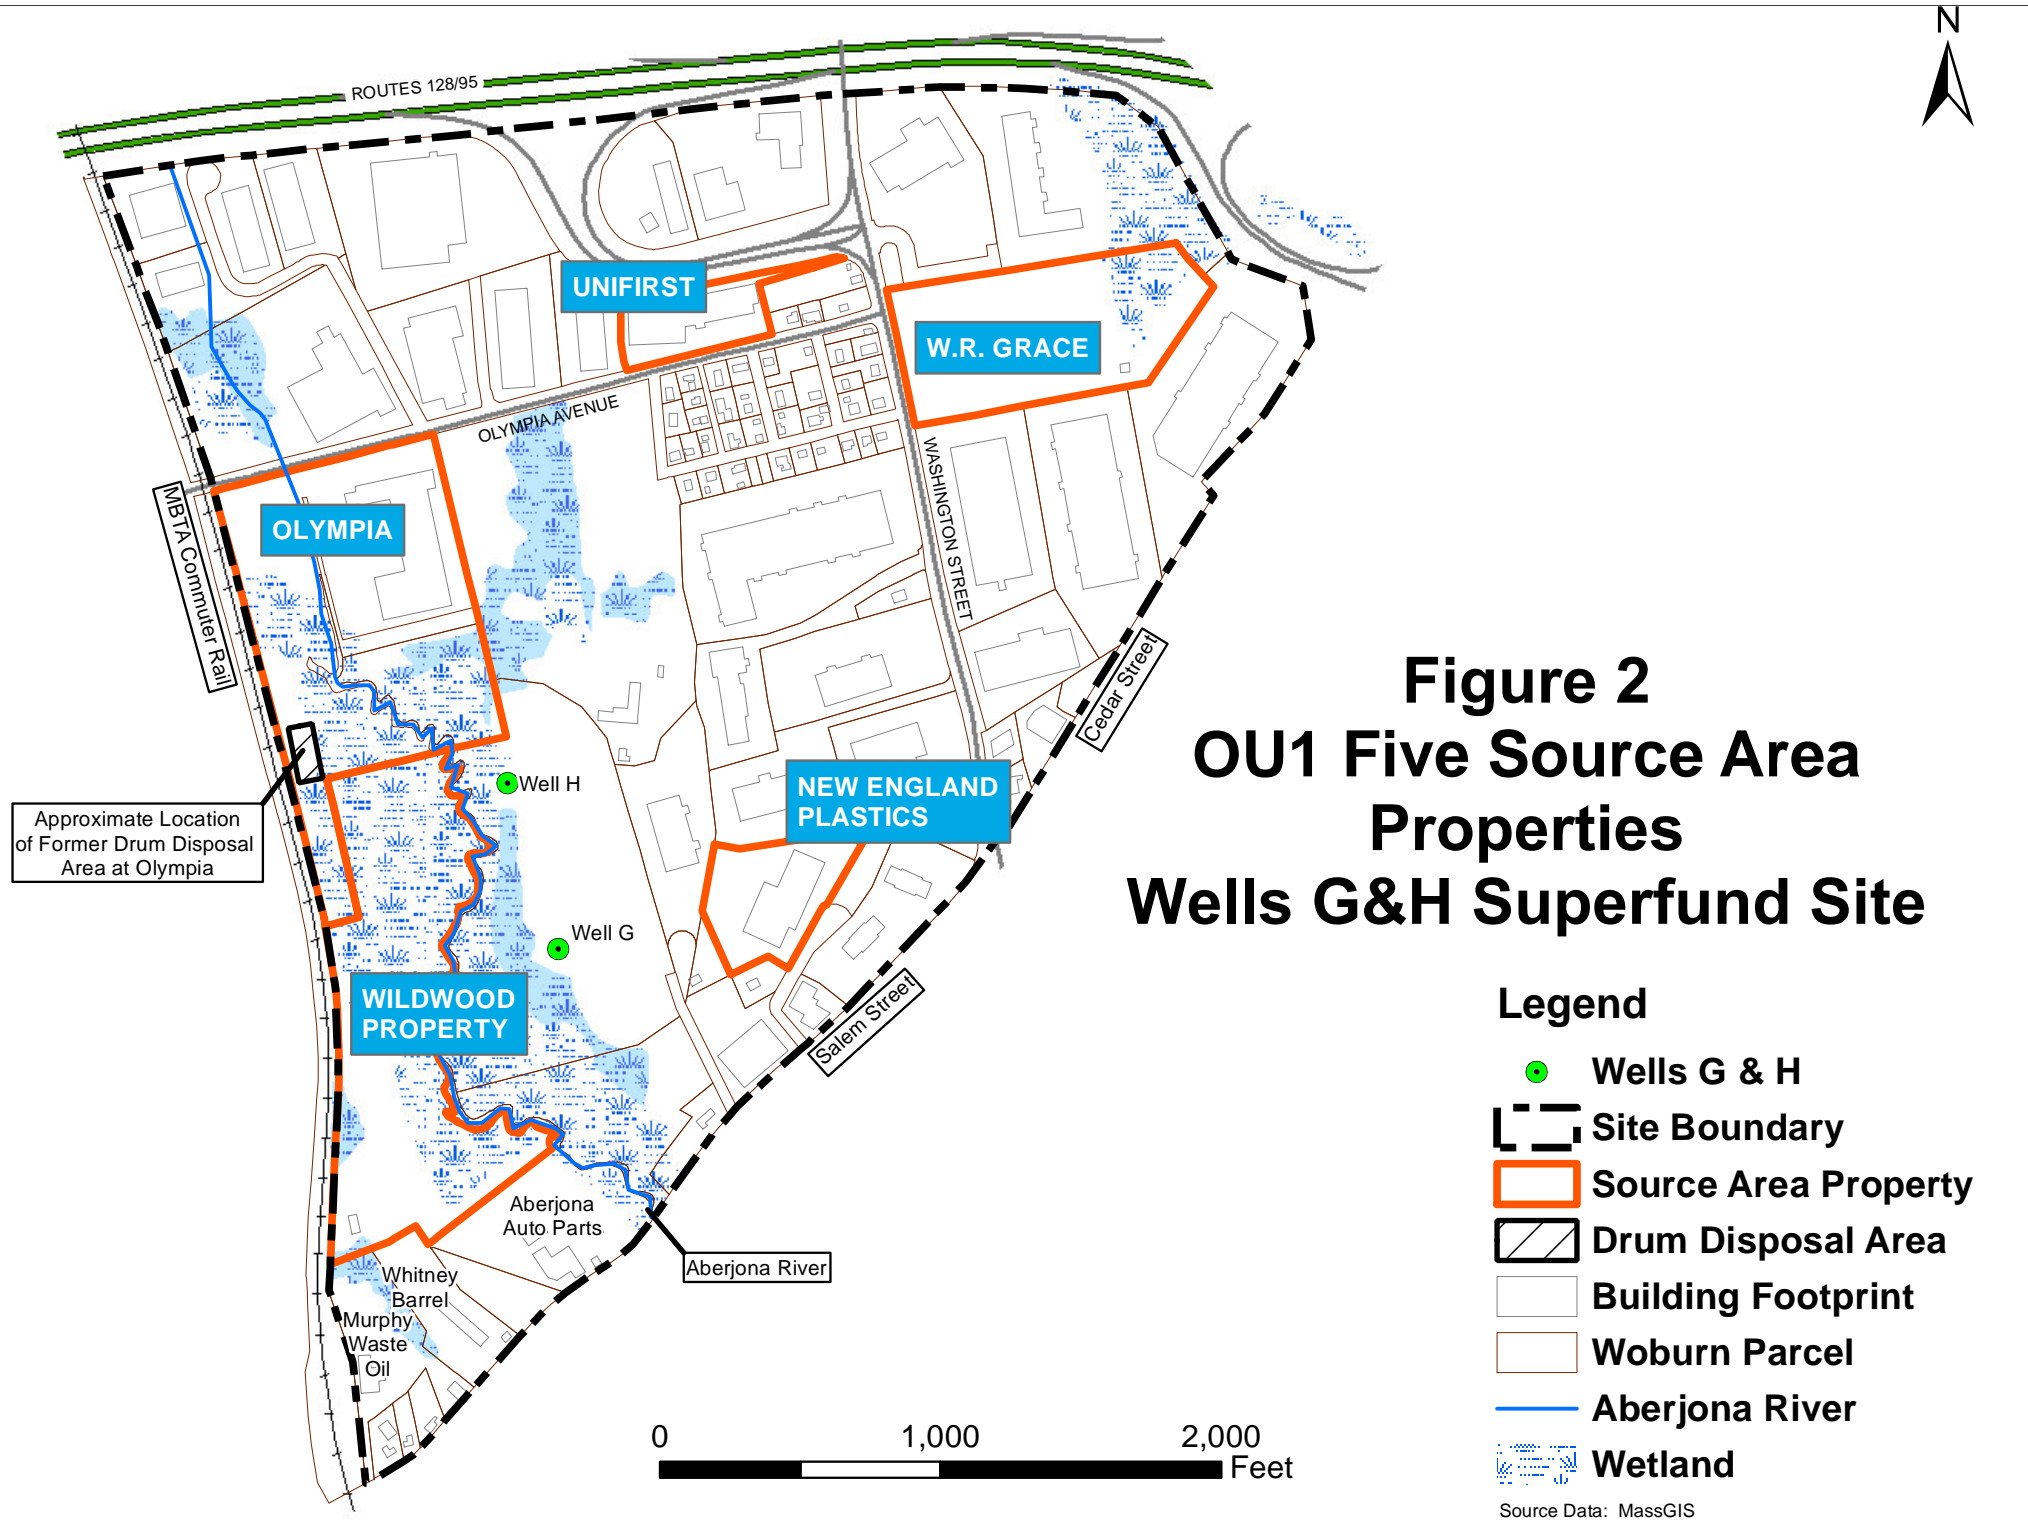 N
ROUTES 128/95
UNIFIRST
W.R. GRACE
OLYMPIA AVENUE
WASHINGTON STREET
OLYMPIA
MBTA Commuter Rail
Cedar Street
Figure 2
OU1 Five Source Area
Properties
Wells G&H Superfund Site
Well H
NEW ENGLAND
PLASTICS
Approximate Location
of Former Drum Disposal
Area at Olympia
Well G
WILDWOOD
PROPERTY
Salem Street
Aberjona
Auto Parts
Aberjona River
Whitney
Barrel
Murphy
Waste
Oil
Legend
Wells G & H
Site Boundary
Source Area Property
Drum Disposal Area
Building Footprint
Woburn Parcel
Aberjona River
Wetland
0 1,000 2,000
Feet
Source Data: MassGIS